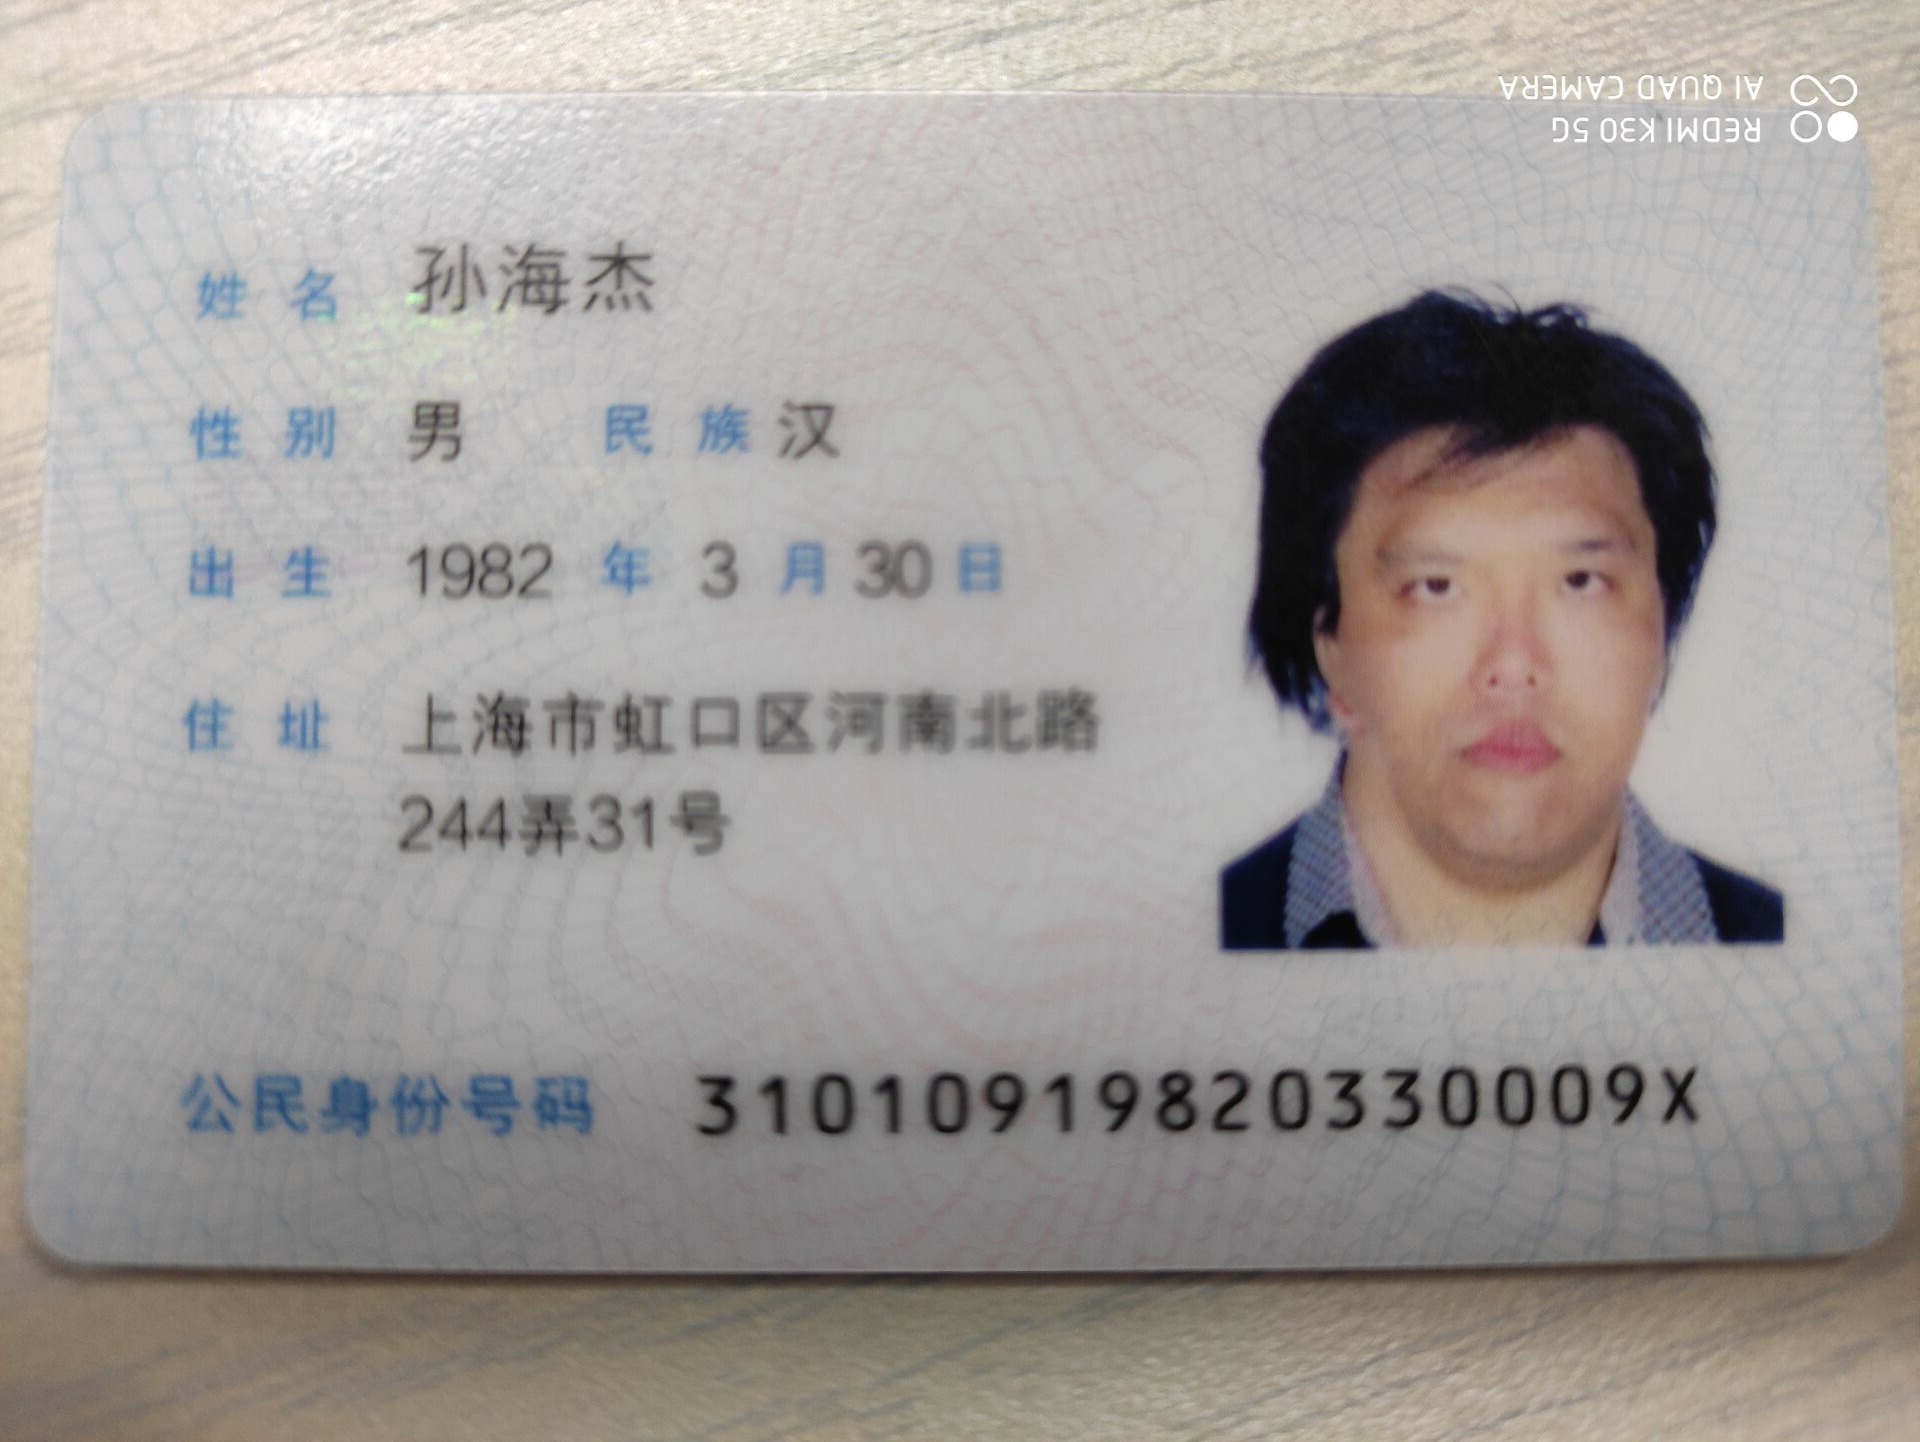 姓名 孙海杰
性别 男 民族 汉
出生 1982 年 3 月 30 日
住址 上海市虹口区河南北路
244弄31号
公民身份号码 31010919820330009X
REDMI K30 5G
AI QUAD CAMERA